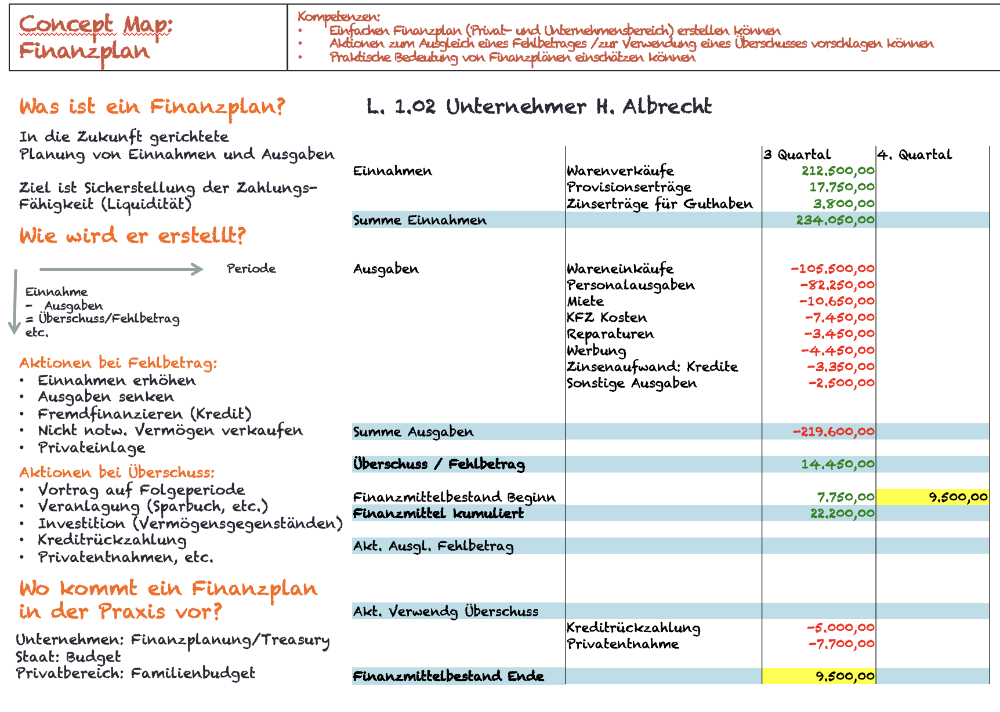 Concept Map:
Finanzplan
Kompetenzen:
• Einfachen Finanzplan (Privat- und Unternehmensbereich) erstellen können
• Aktionen zum Ausgleich eines Fehlbetrages /zur Verwendung eines Überschusses vorschlagen können
• Praktische Bedeutung von Finanzplänen einschätzen können
Was ist ein Finanzplan?
In die Zukunft gerichtete
Planung von Einnahmen und Ausgaben
Ziel ist Sicherstellung der Zahlungs-
Fähigkeit (Liquidität)
Wie wird er erstellt?
Periode
Einnahme
- Ausgaben
= Überschuss/Fehlbetrag
etc.
Aktionen bei Fehlbetrag:
• Einnahmen erhöhen
• Ausgaben senken
• Fremdfinanzieren (Kredit)
• Nicht notw. Vermögen verkaufen
• Privateinlage
Aktionen bei Überschuss:
• Vortrag auf Folgeperiode
• Veranlagung (Sparbuch, etc.)
• Investition (Vermögensgegenständen)
• Kreditrückzahlung
• Privatentnahmen, etc.
Wo kommt ein Finanzplan
in der Praxis vor?
Unternehmen: Finanzplanung/Treasury
Staat: Budget
Privatbereich: Familienbudget
L. 1.02 Unternehmer H. Albrecht
3 Quartal 4. Quartal
Einnahmen Warenverkäufe 212.500,00
Provisionserträge 17.750,00
Zinserträge für Guthaben 3.800,00
Summe Einnahmen 234.050,00
Ausgaben Wareneinkäufe -105.500,00
Personalausgaben -82.250,00
Miete -10.650,00
KFZ Kosten -7.450,00
Reparaturen -3.450,00
Werbung -4.450,00
Zinsenaufwand: Kredite -3.350,00
Sonstige Ausgaben -2.500,00
Summe Ausgaben -219.600,00
Überschuss / Fehlbetrag 14.450,00
Finanzmittelbestand Beginn 7.750,00 9.500,00
Finanzmittel kumuliert 22.200,00
Akt. Ausgl. Fehlbetrag
Akt. Verwendg Überschuss
Kreditrückzahlung -5.000,00
Privatentnahme -7.700,00
Finanzmittelbestand Ende 9.500,00